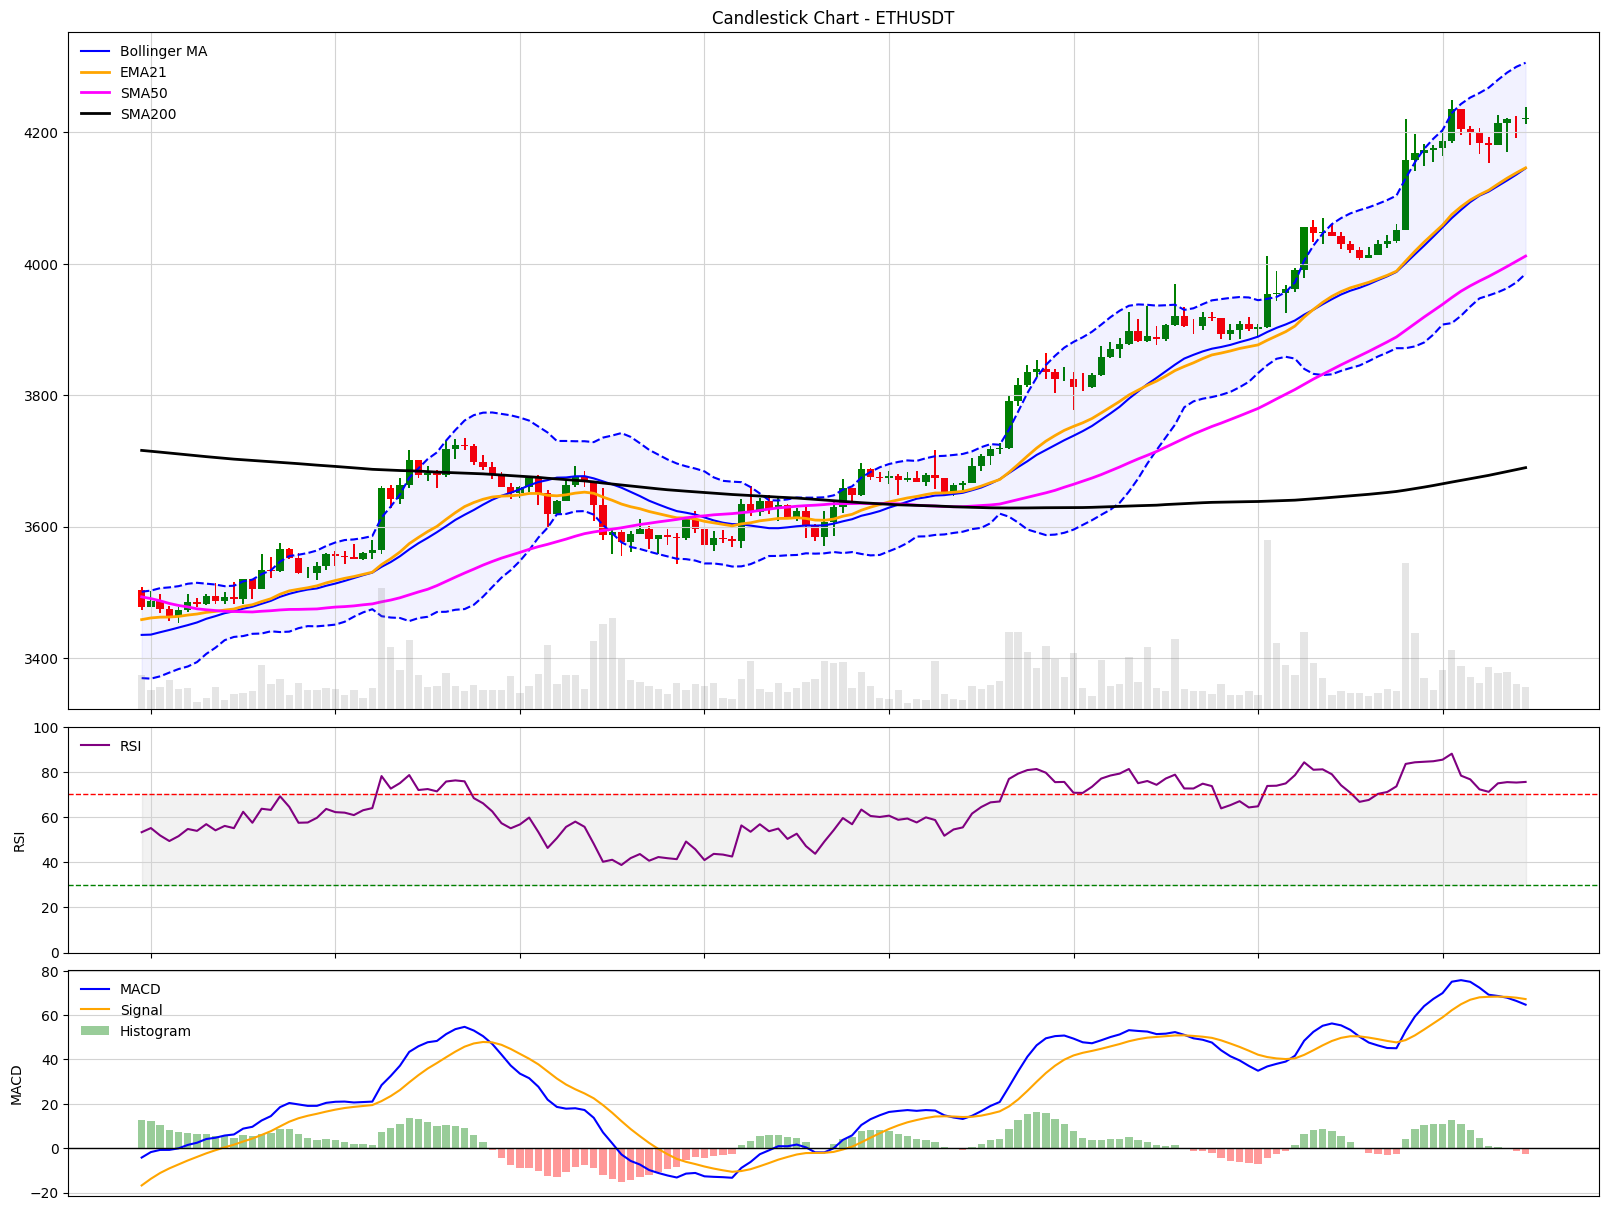 Candlestick Chart - ETHUSDT
Bollinger MA
EMA21
SMA50
SMA200
4200
4000
3800
3600
3400
100
RSI
80
60
RSI
40
20
0
80
MACD
Signal
Histogram
60
40
MACD
20
0
−20